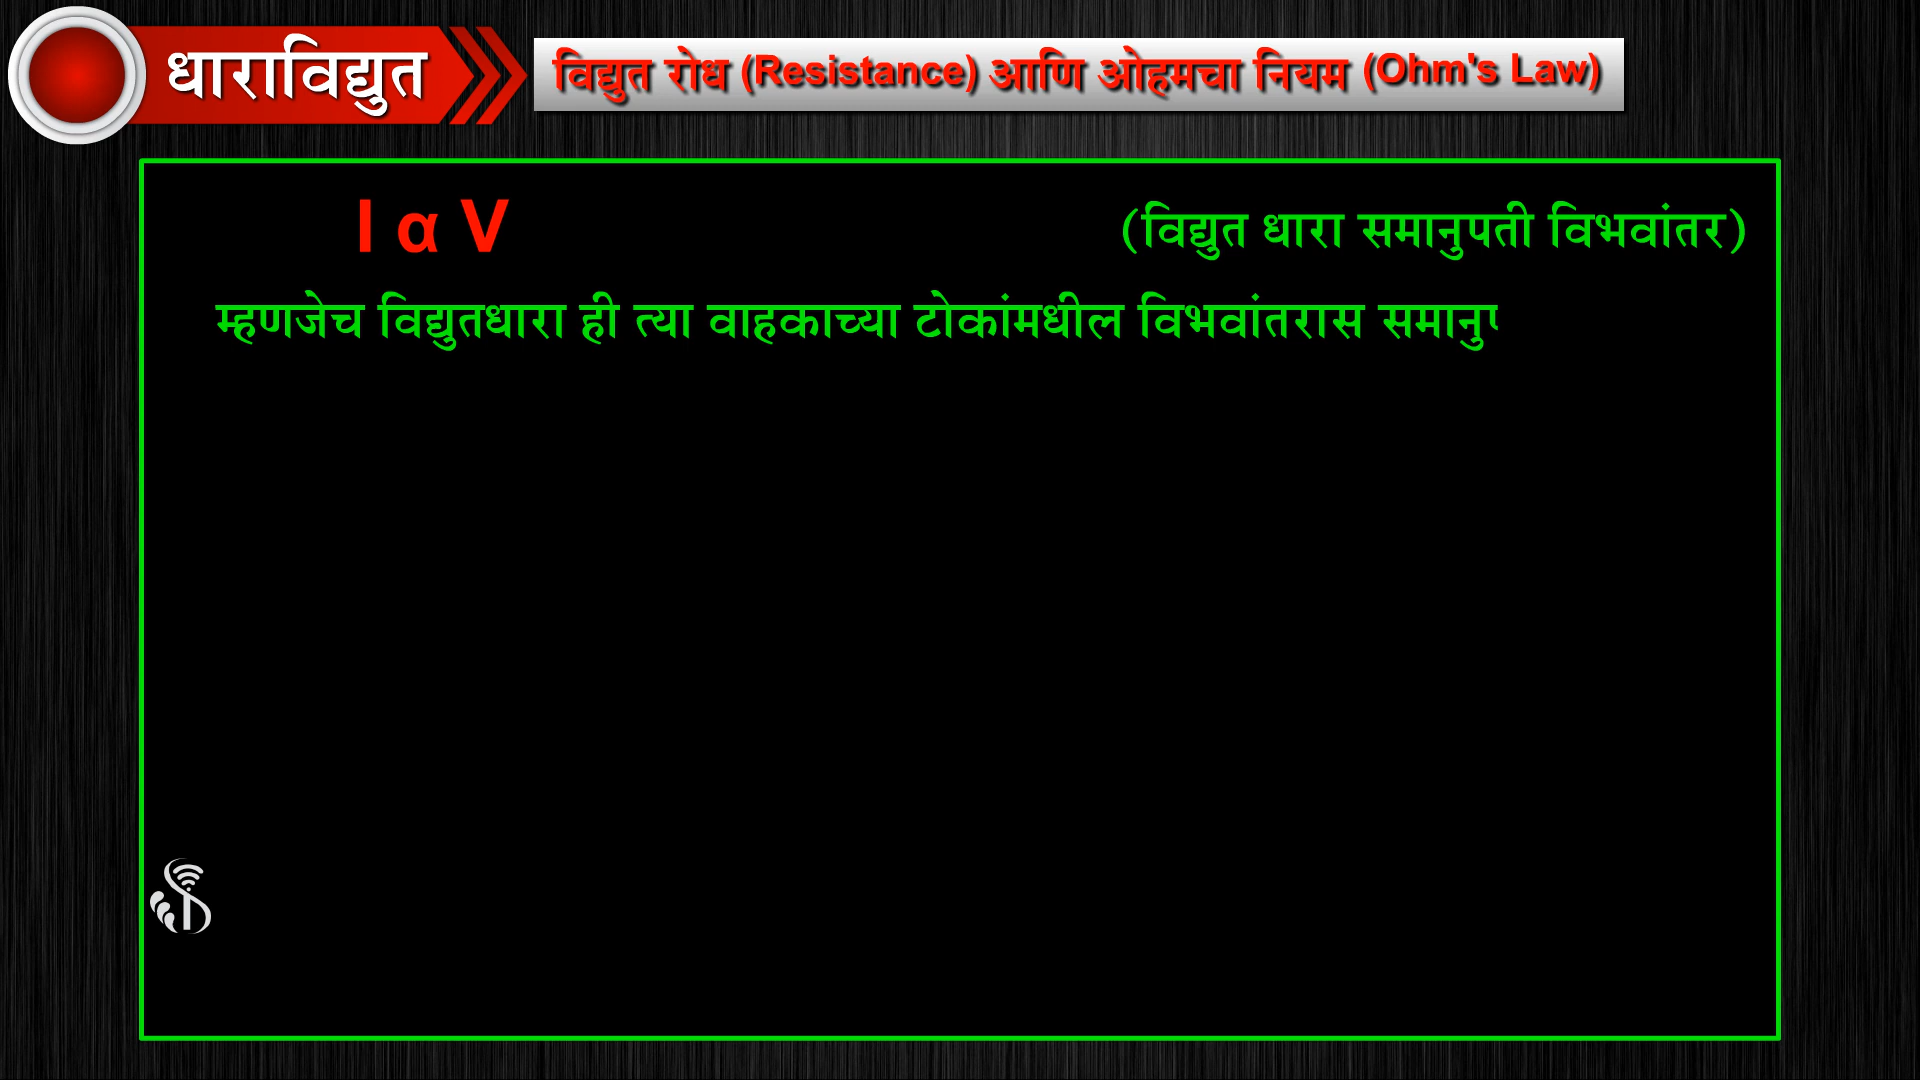 धाराविद्युत
विद्युत रोध (Resistance) आणि ओहमचा नियम (Ohm's Law)
I α V (विद्युत धारा समानुपती विभवांतर)
म्हणजेच विद्युतधारा ही त्या वाहकाच्या टोकांमधील विभवांतरास